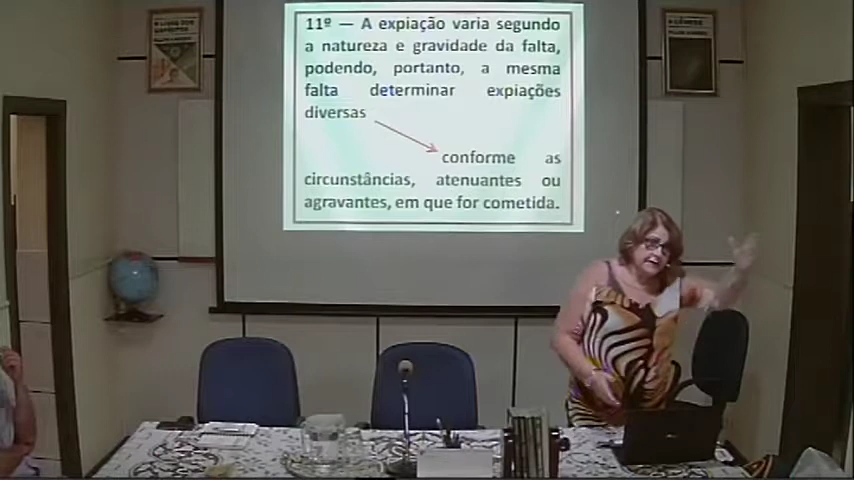 11º — A expiação varia segundo
a natureza e gravidade da falta,
podendo, portanto, a mesma
falta determinar expiações
diversas
conforme as
circunstâncias, atenuantes ou
agravantes, em que for cometida.